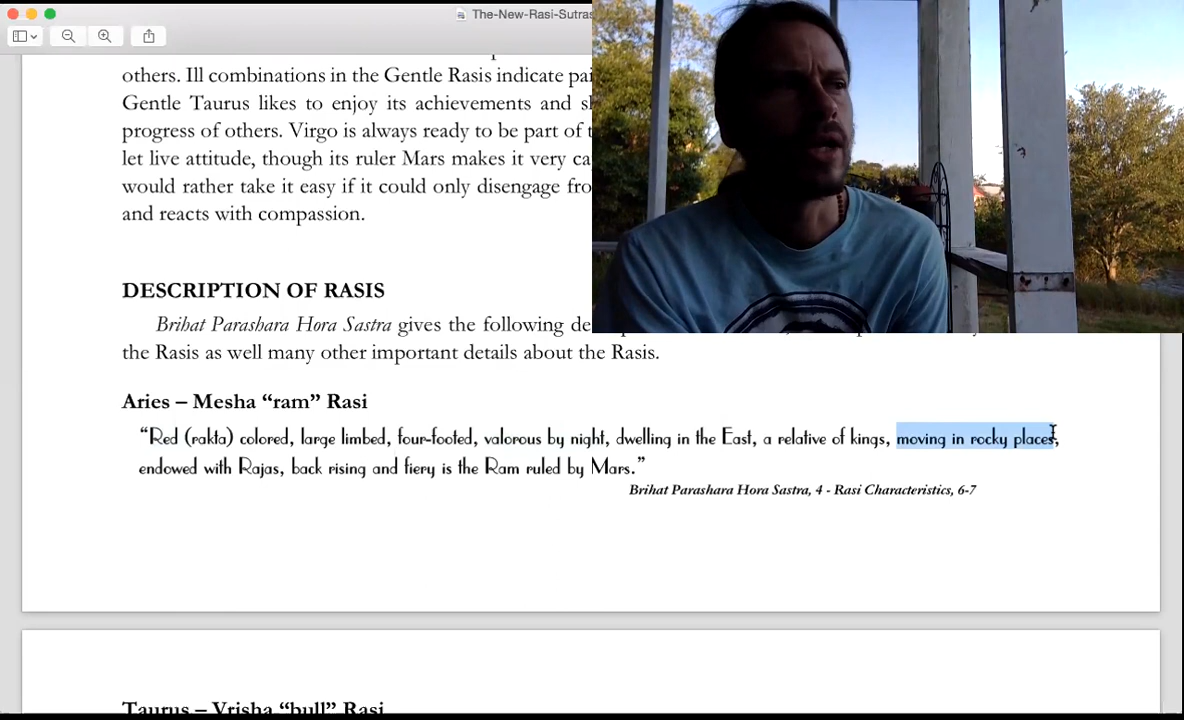 The-New-Rasi-Sutras
others. Ill combinations in the Gentle Rasis indicate
Gentle Taurus likes to enjoy its achievements and
progress of others. Virgo is always ready to be part of
let live attitude, though its ruler Mars makes it very
would rather take it easy if it could only disengage
and reacts with compassion.
DESCRIPTION OF RASIS
Brihat Parashara Hora Sastra gives the following
the Rasis as well many other important details about the Rasis.
Aries – Mesha “ram” Rasi
“Red (rakta) colored, large limbed, four-footed, valorous by night, dwelling in the East, a relative of kings, moving in rocky places,
endowed with Rajas, back rising and fiery is the Ram ruled by Mars.”
Brihat Parashara Hora Sastra, 4 - Rasi Characteristics, 6-7
Taurus – Vrisha “bull” Rasi